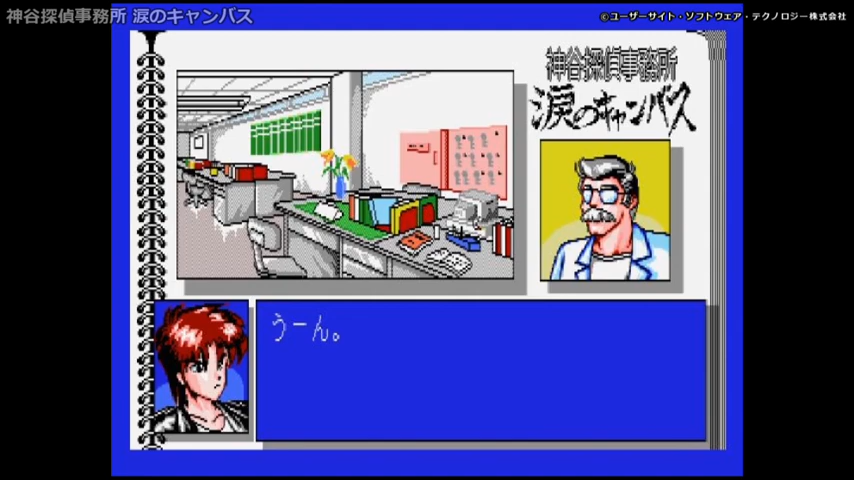 神谷探偵事務所 涙のキャンバス
©ユーザーサイト・ソフトウェア・テクノロジー株式会社
神谷探偵事務所
涙のキャンバス
うーん。